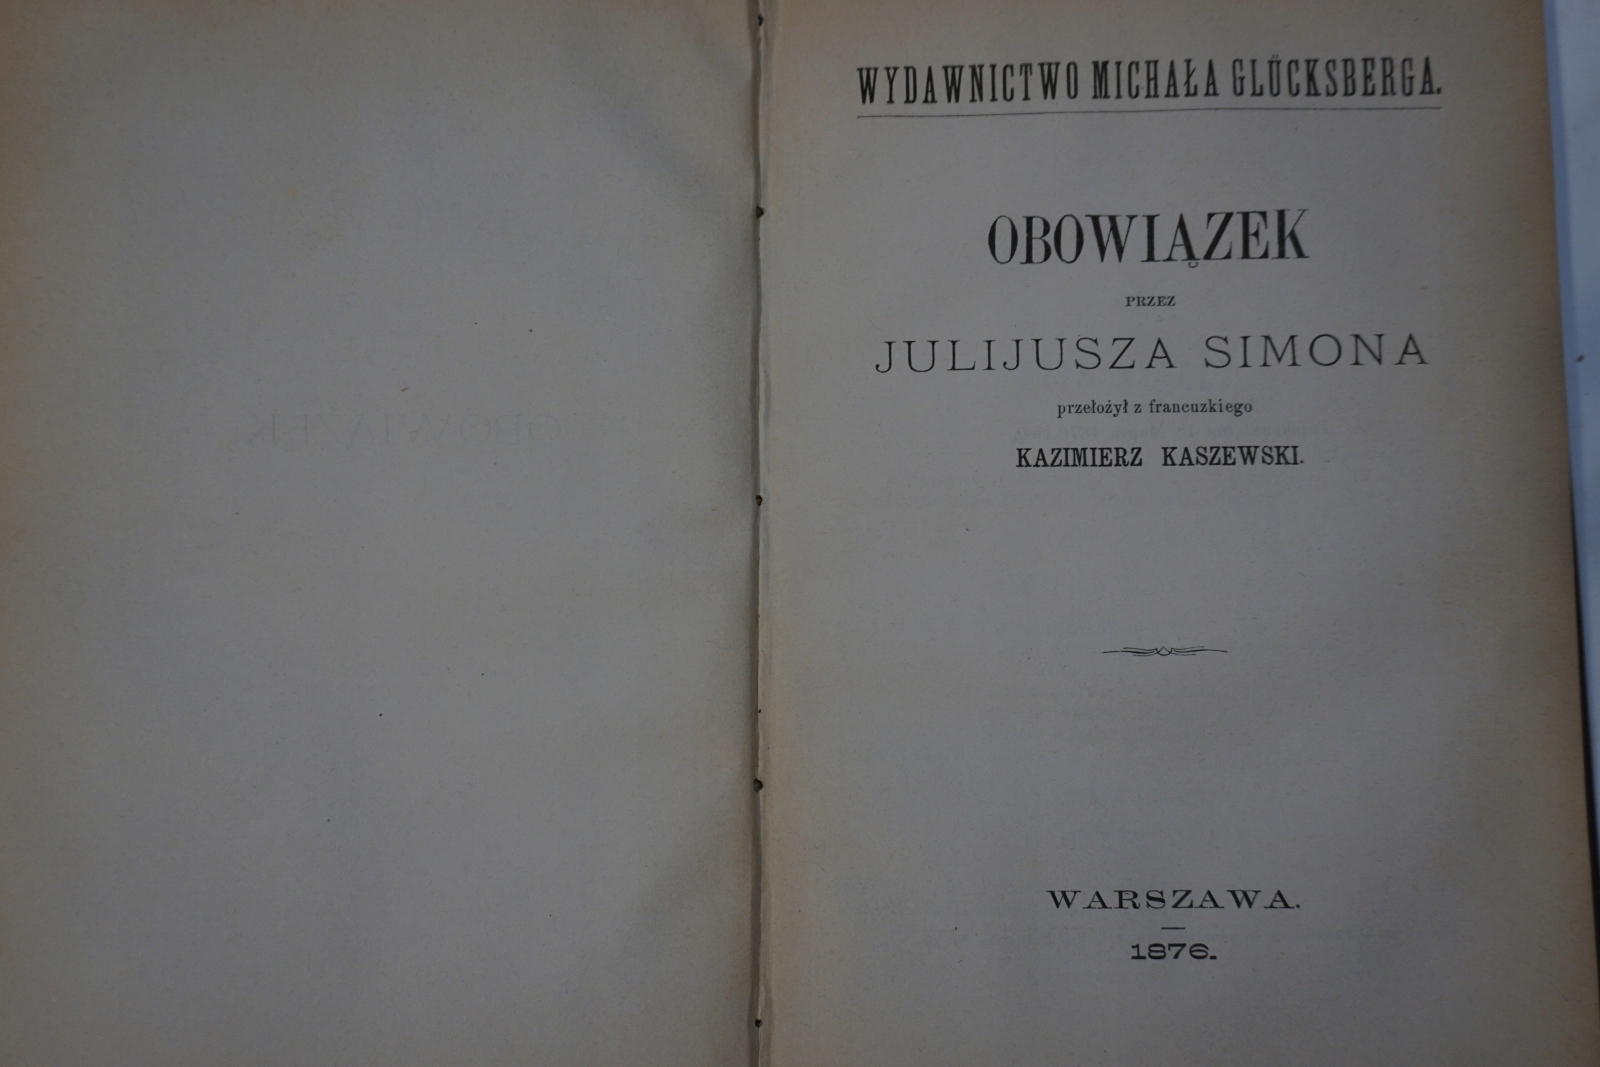 WYDAWNICTWO MICHAŁA GLÜCKSBERGA.
OBOWIĄZEK
PRZEZ
JULIJUSZA SIMONA
przełożył z francuzkiego
KAZIMIERZ KASZEWSKI.
WARSZAWA.
1876.